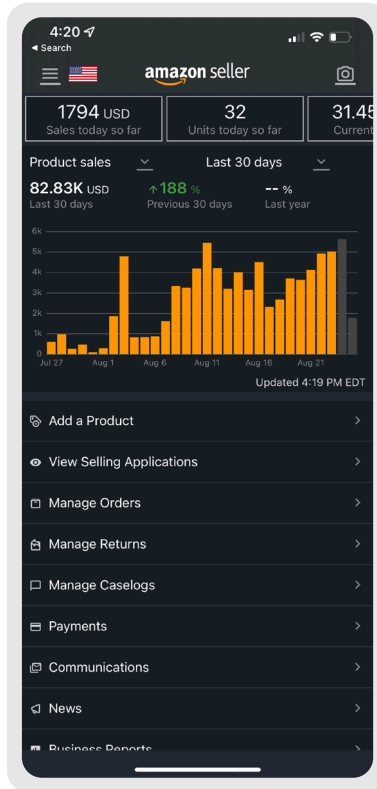 4:20
◀ Search
amazon seller
1794 USD
Sales today so far
32
Units today so far
31.45
Current
Product sales
Last 30 days
82.83K USD
Last 30 days
↑188 %
Previous 30 days
-- %
Last year
6k
5k
4k
3k
2k
1k
0
Jul 27 Aug 1 Aug 6 Aug 11 Aug 16 Aug 21
Updated 4:19 PM EDT
Add a Product
View Selling Applications
Manage Orders
Manage Returns
Manage Caselogs
Payments
Communications
News
Business Reports